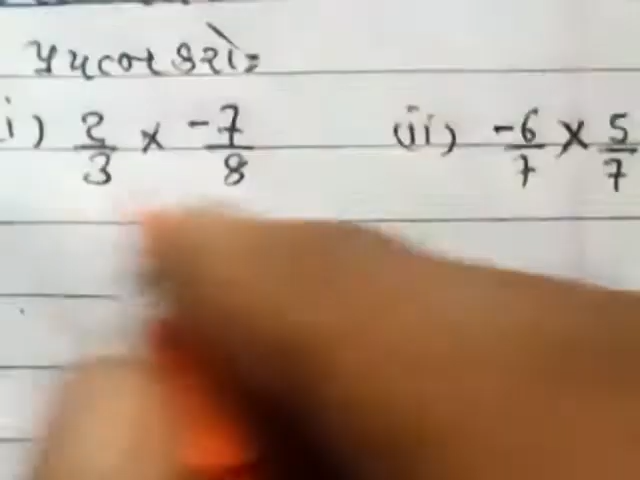 કરો:
i) 2/3 × -7/8 (ii) -6/7 × 5/7